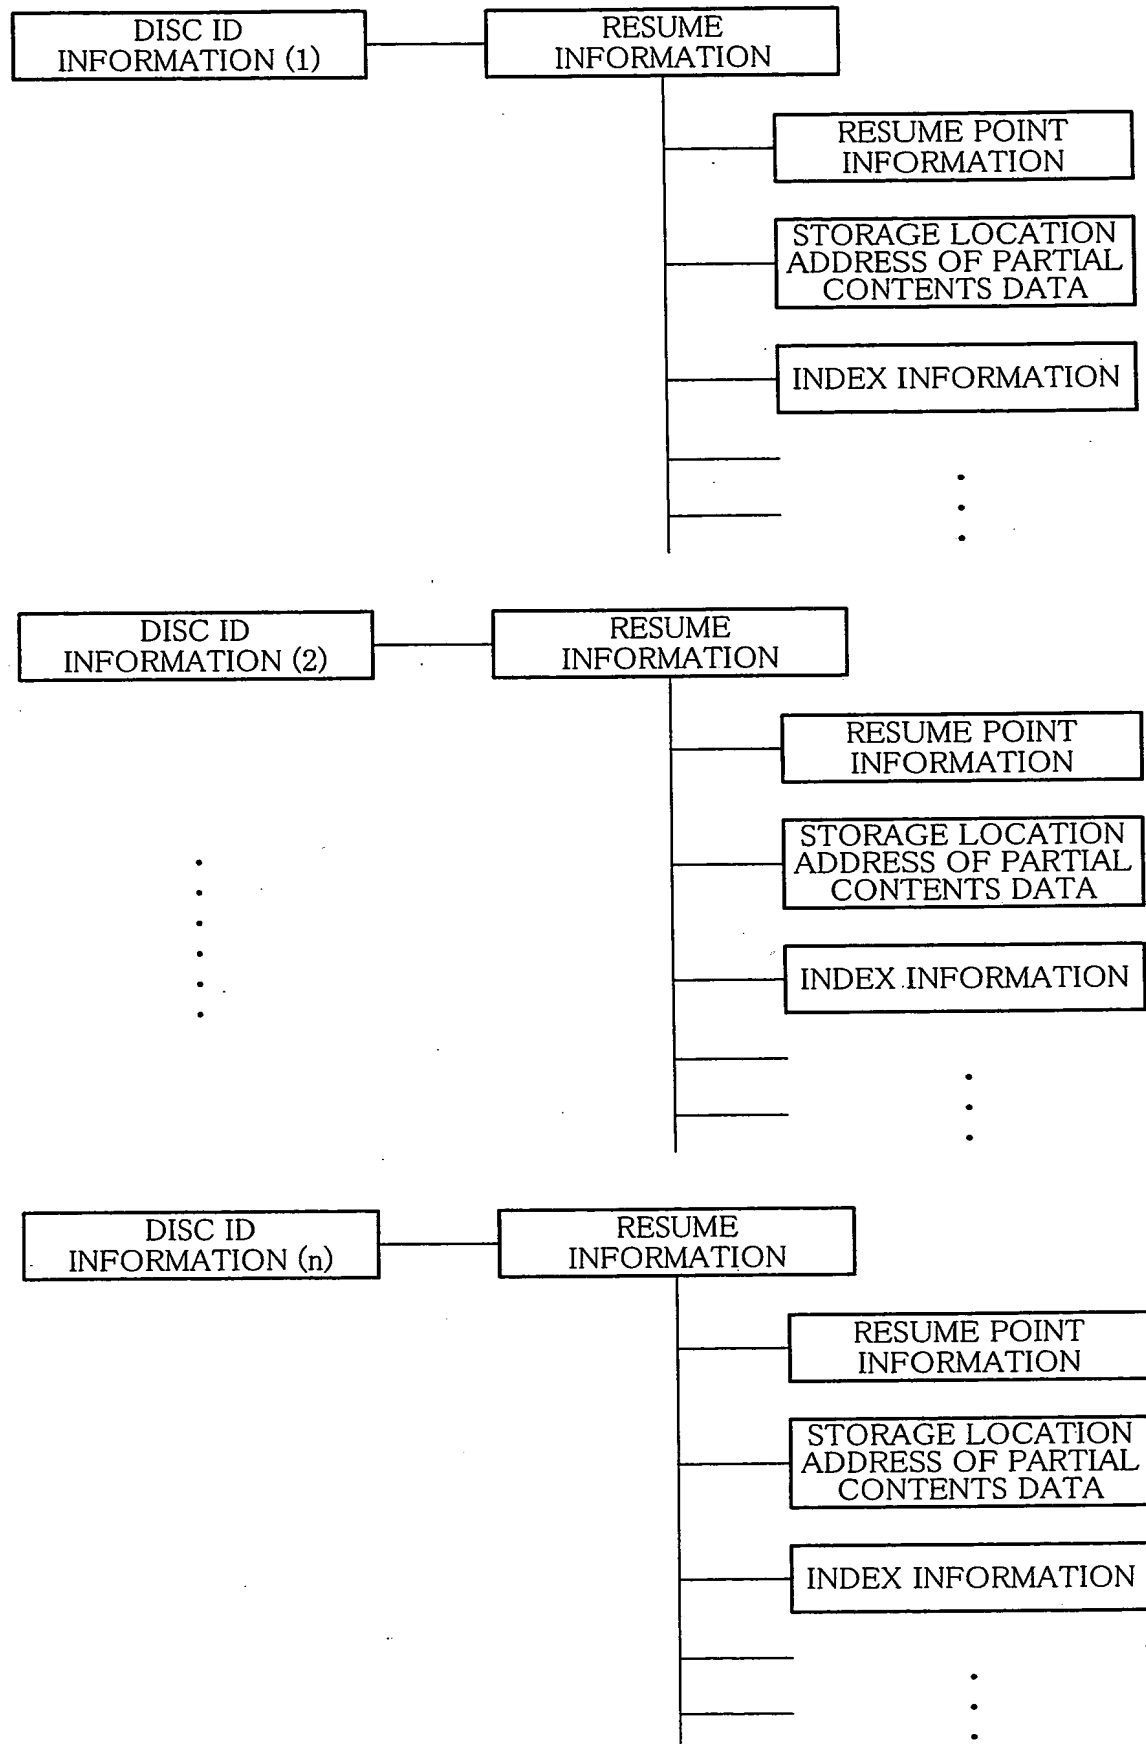 DISC ID
INFORMATION (1)
RESUME
INFORMATION
RESUME POINT
INFORMATION
STORAGE LOCATION
ADDRESS OF PARTIAL
CONTENTS DATA
INDEX INFORMATION
DISC ID
INFORMATION (2)
RESUME
INFORMATION
RESUME POINT
INFORMATION
STORAGE LOCATION
ADDRESS OF PARTIAL
CONTENTS DATA
INDEX INFORMATION
DISC ID
INFORMATION (n)
RESUME
INFORMATION
RESUME POINT
INFORMATION
STORAGE LOCATION
ADDRESS OF PARTIAL
CONTENTS DATA
INDEX INFORMATION